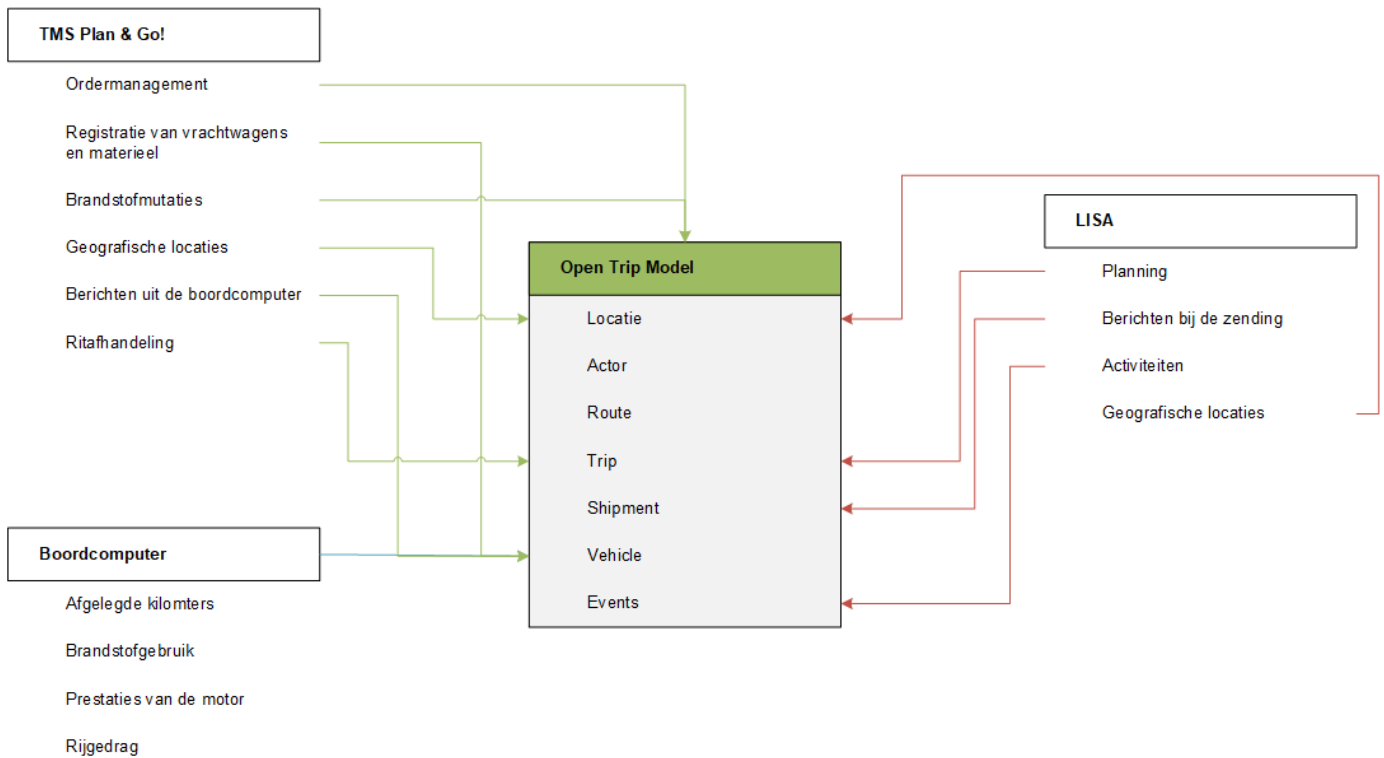 TMS Plan & Go!
Ordermanagement
Registratie van vrachtwagens
en materieel
Brandstofmutaties
Geografische locaties
Berichten uit de boordcomputer
Ritafhandeling
Boordcomputer
Afgelegde kilomters
Brandstofgebruik
Prestaties van de motor
Rijgedrag
Open Trip Model
Locatie
Actor
Route
Trip
Shipment
Vehicle
Events
LISA
Planning
Berichten bij de zending
Activiteiten
Geografische locaties